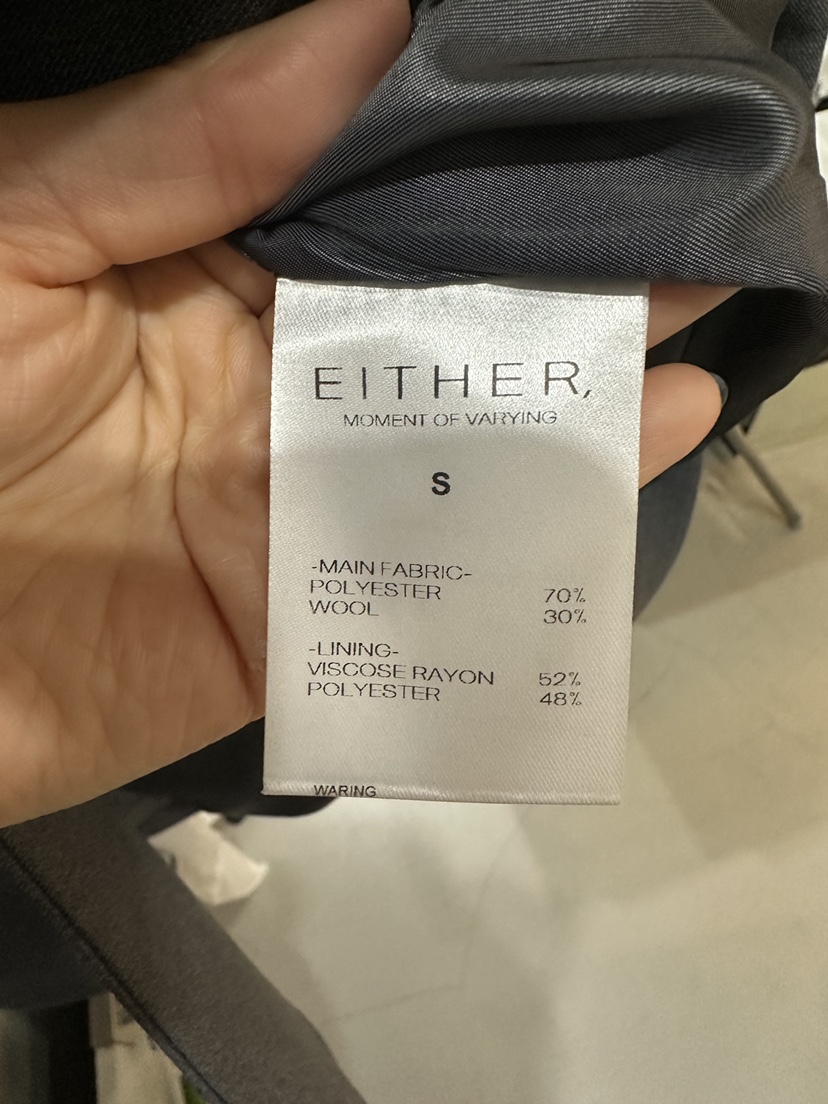 EITHER,
MOMENT OF VARYING
S
-MAIN FABRIC-
POLYESTER 70%
WOOL 30%
-LINING-
VISCOSE RAYON 52%
POLYESTER 48%
WARING